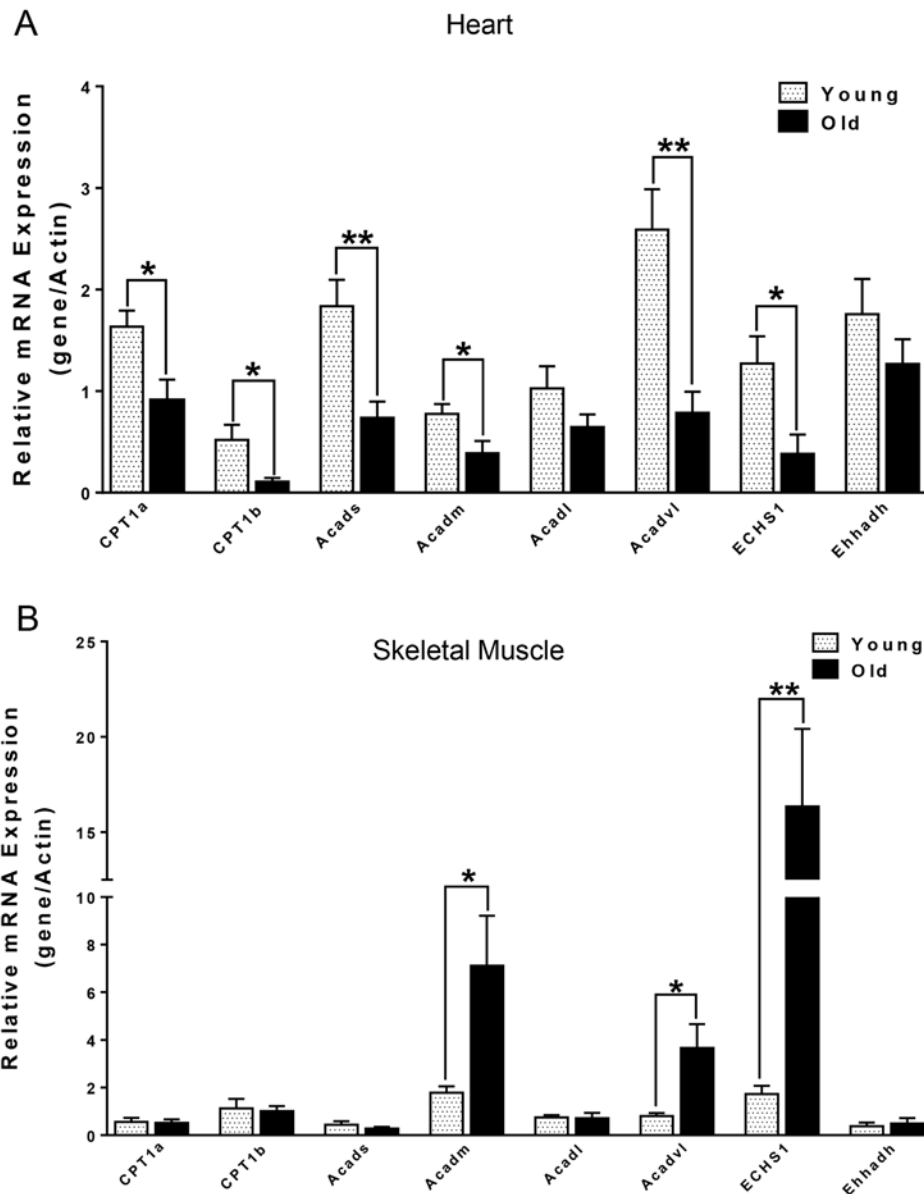 A
Heart
Relative mRNA Expression
(gene/Actin)
4
3
2
1
0
Young
Old
*
*
**
*
**
*
CPT1a
CPT1b
Acads
Acadm
Acadl
Acadvl
ECHS1
Ehhadh
B
Skeletal Muscle
Relative mRNA Expression
(gene/Actin)
25
20
15
10
8
6
4
2
0
Young
Old
*
*
**
CPT1a
CPT1b
Acads
Acadm
Acadl
Acadvl
ECHS1
Ehhadh